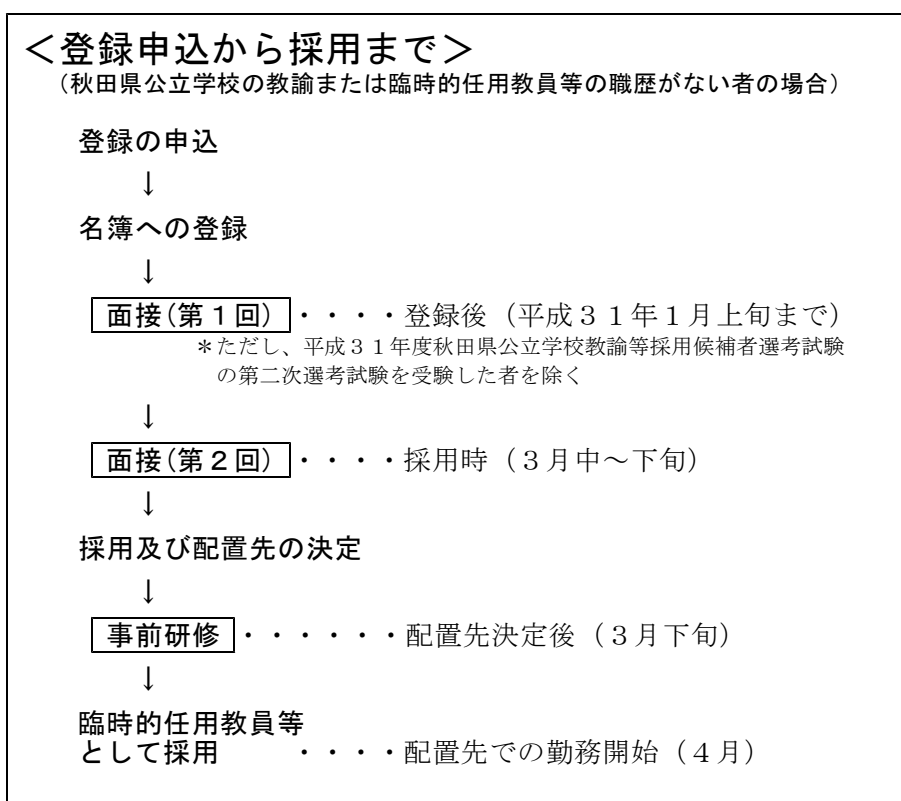 ＜登録申込から採用まで＞
（秋田県公立学校の教諭または臨時的任用教員等の職歴がない者の場合）
登録の申込
↓
名簿への登録
↓
面接(第１回)・・・・登録後（平成３１年１月上旬まで）
＊ただし、平成３１年度秋田県公立学校教諭等採用候補者選考試験
の第二次選考試験を受験した者を除く
↓
面接(第２回)・・・・採用時（３月中～下旬）
↓
採用及び配置先の決定
↓
事前研修・・・・・・配置先決定後（３月下旬）
↓
臨時的任用教員等
として採用　・・・・配置先での勤務開始（４月）